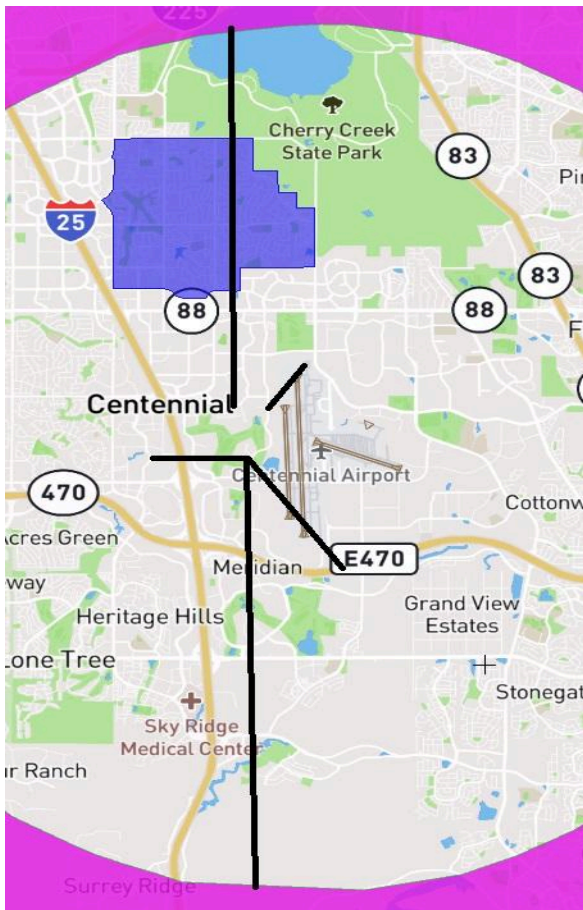 225
Cherry Creek
State Park
83
Pi
25
83
88
88
F
Centennial
Centennial Airport
470
Cottonw
Acres Green
E470
Meridian
way
Grand View
Estates
Heritage Hills
Lone Tree
Stonegat
Sky Ridge
Medical Center
ur Ranch
Surrey Ridge